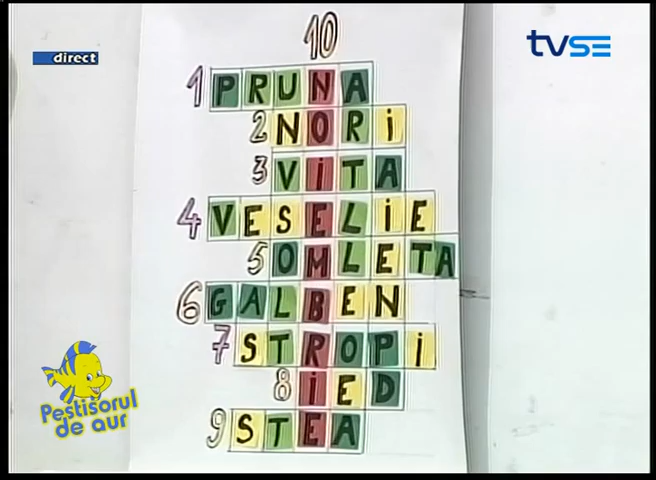 10
direct
tvSE
1 PRUNA
2 NORi
3 ViTA
4 VESELiE
5 OMLETA
6 GALBEN
7 STROPi
8 iED
9 STEA
Peştişorul
de aur